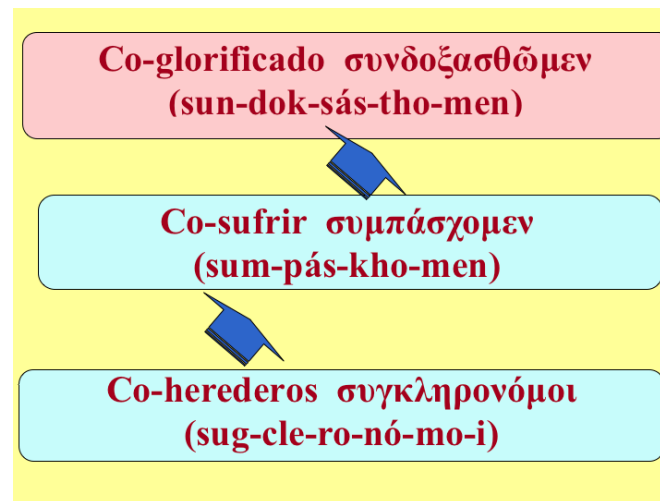 Co-glorificado συνδοξασθῶμεν
(sun-dok-sás-tho-men)
Co-sufrir συμπάσχομεν
(sum-pás-kho-men)
Co-herederos συγκληρονόμοι
(sug-cle-ro-nó-mo-i)